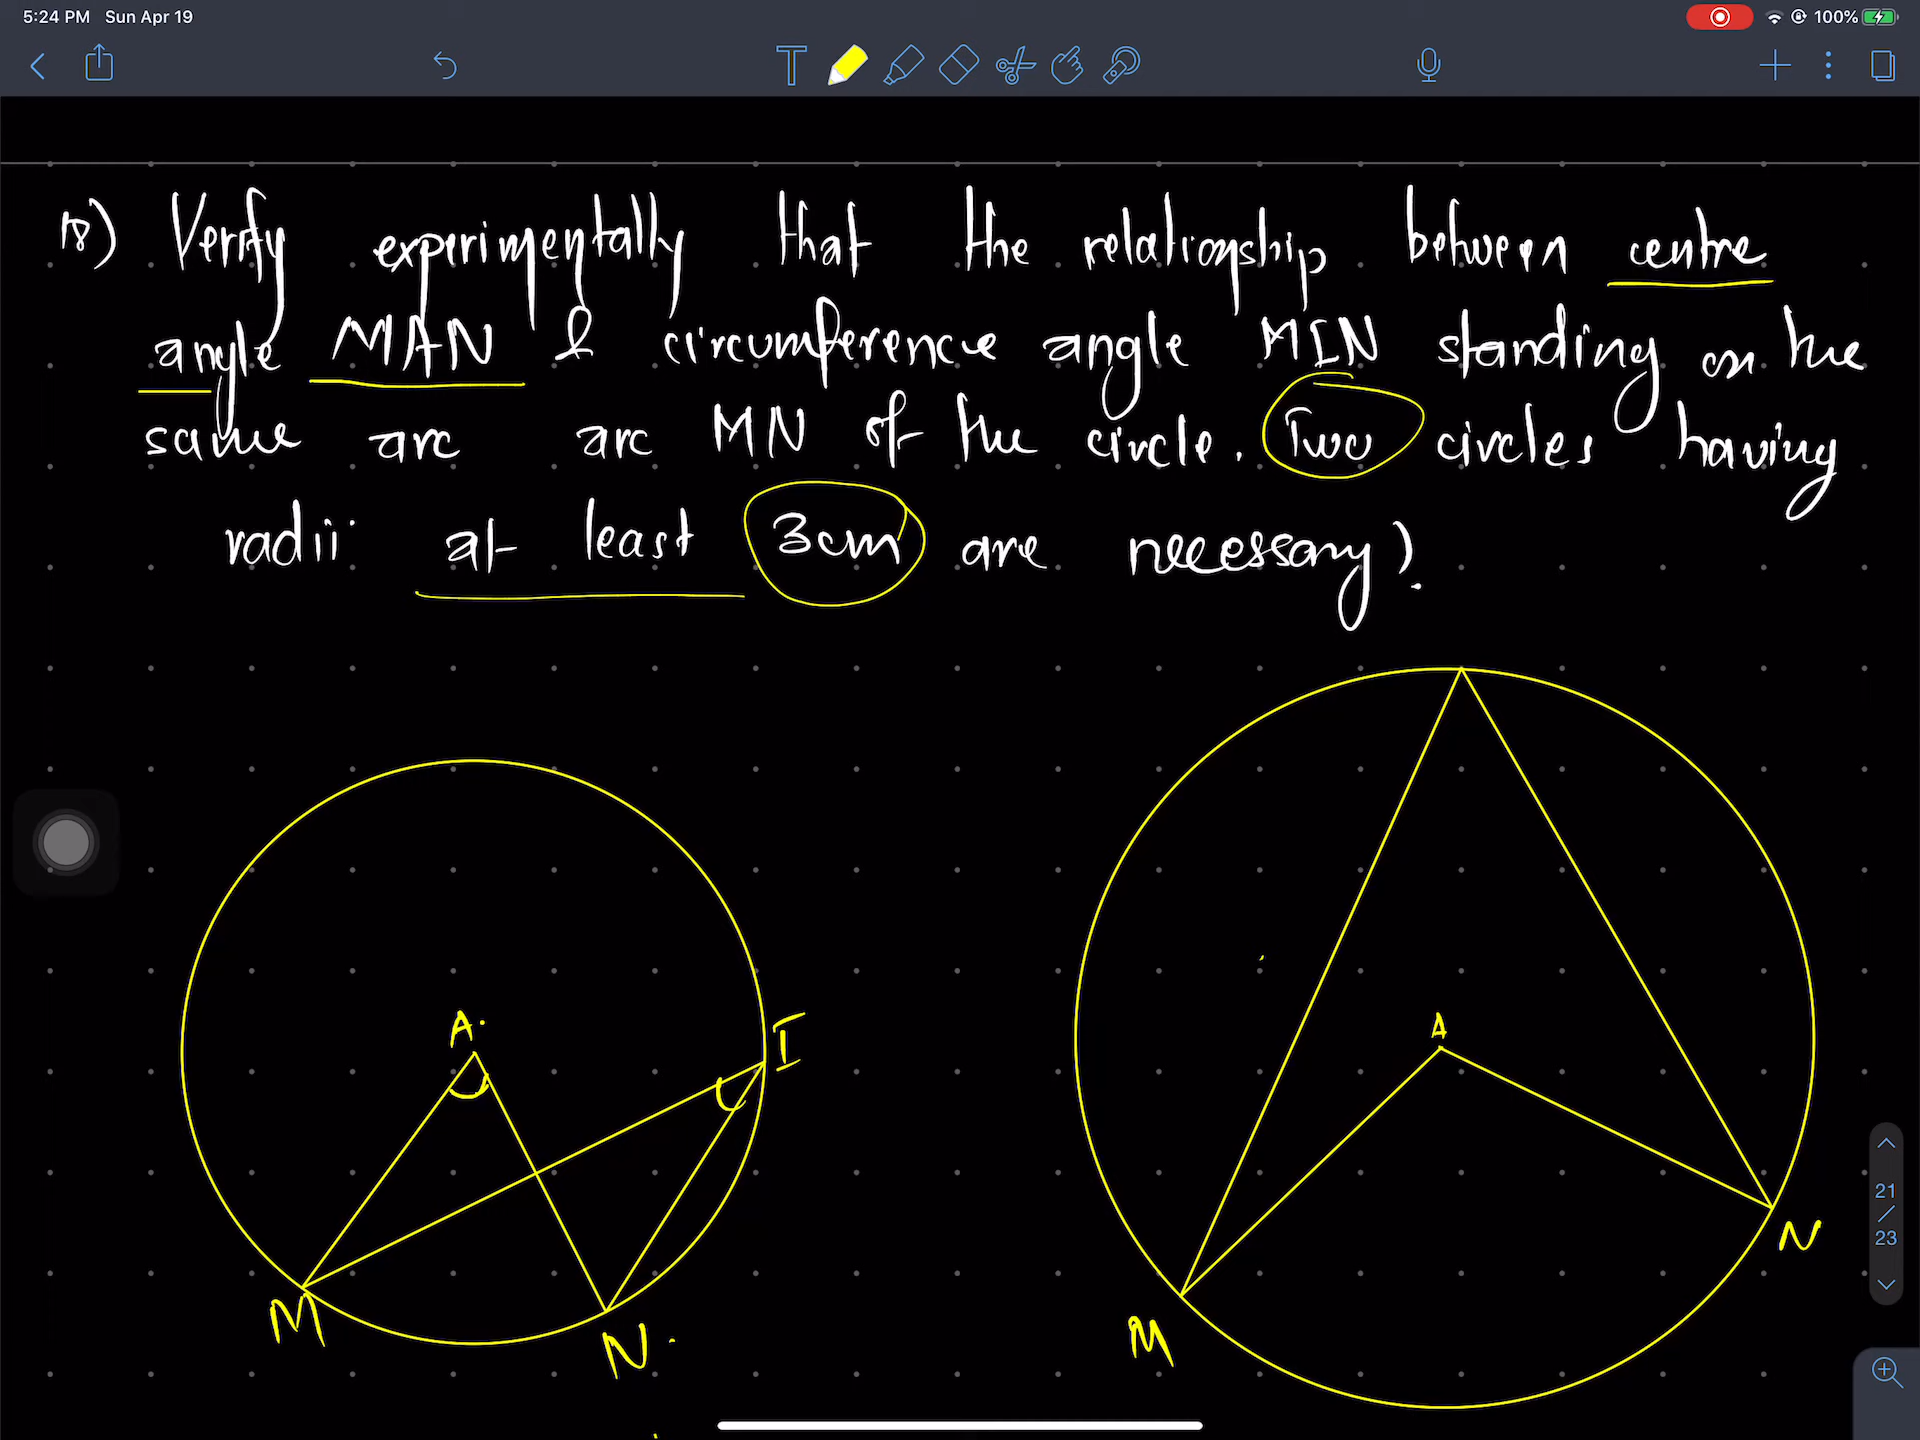 5:24 PM Sun Apr 19
100%
T
18) Verify experimentally that the relationship between centre
angle MAN & circumference angle MIN standing on the
same arc arc MN of the circle. Two circles having
radii at least 3cm are necessary).
A
I
M
N
A
M
N
21
/
23